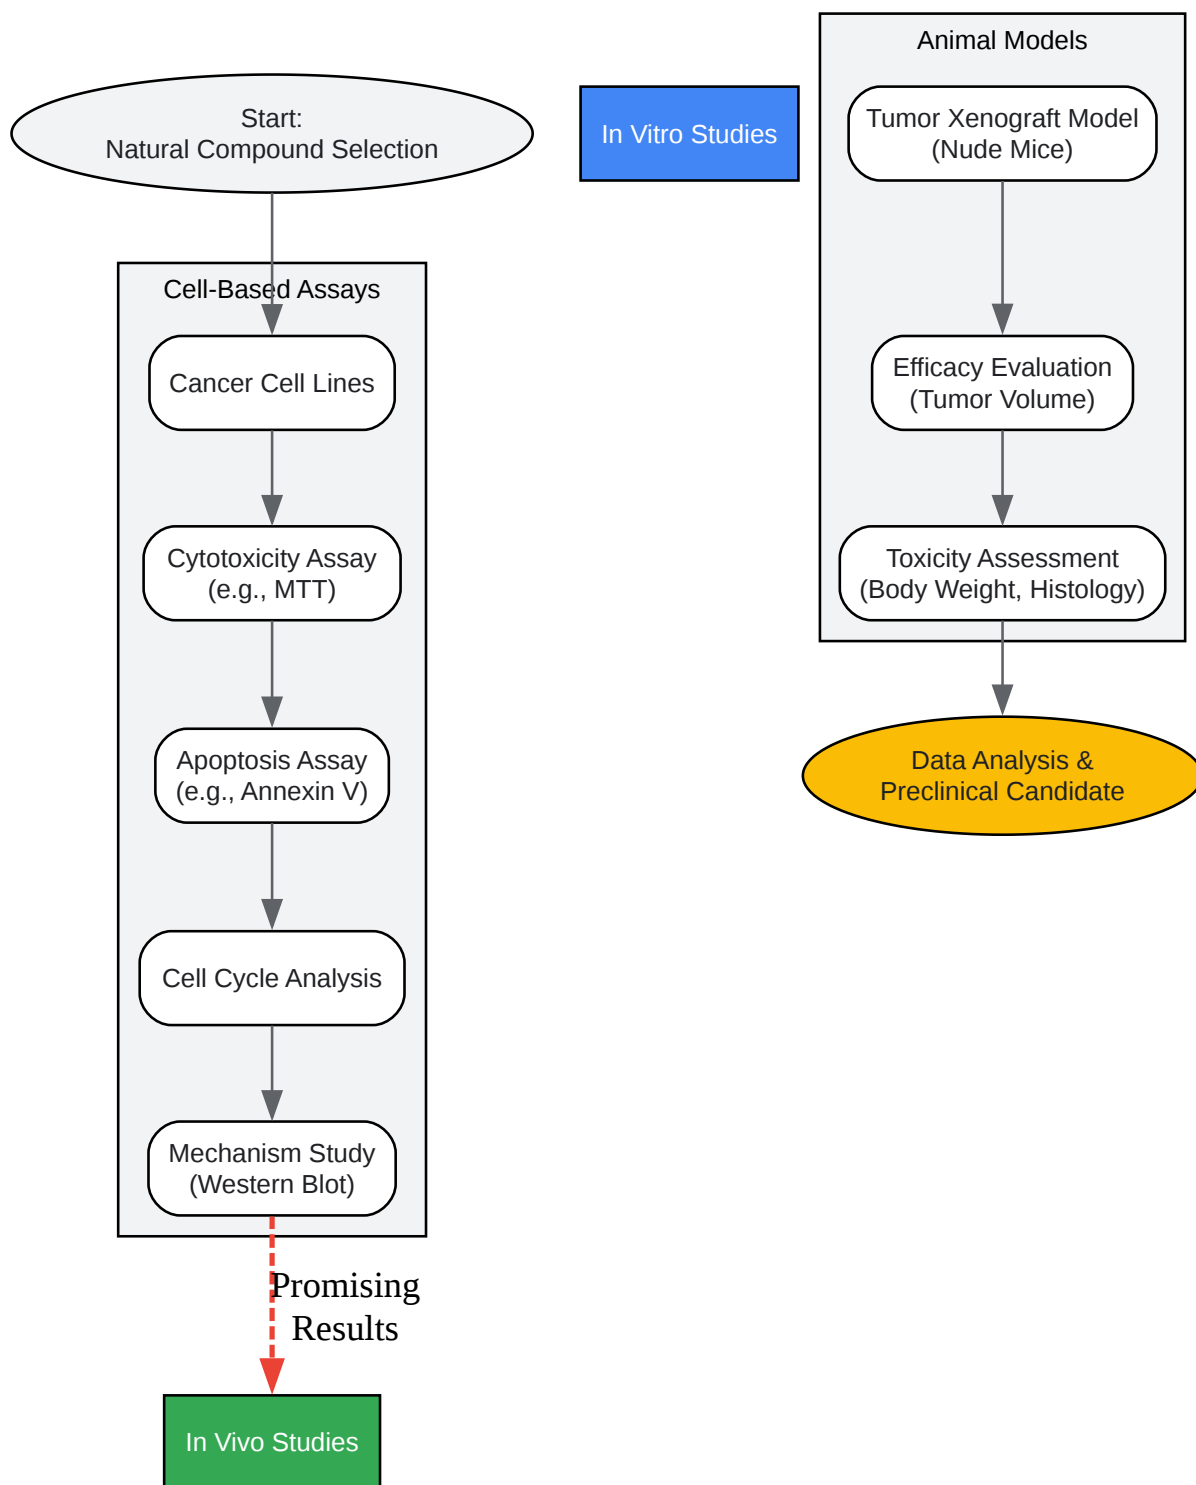 Start:
Natural Compound Selection
Cell-Based Assays
Cancer Cell Lines
Cytotoxicity Assay
(e.g., MTT)
Apoptosis Assay
(e.g., Annexin V)
Cell Cycle Analysis
Mechanism Study
(Western Blot)
Promising
Results
In Vivo Studies
In Vitro Studies
Animal Models
Tumor Xenograft Model
(Nude Mice)
Efficacy Evaluation
(Tumor Volume)
Toxicity Assessment
(Body Weight, Histology)
Data Analysis &
Preclinical Candidate